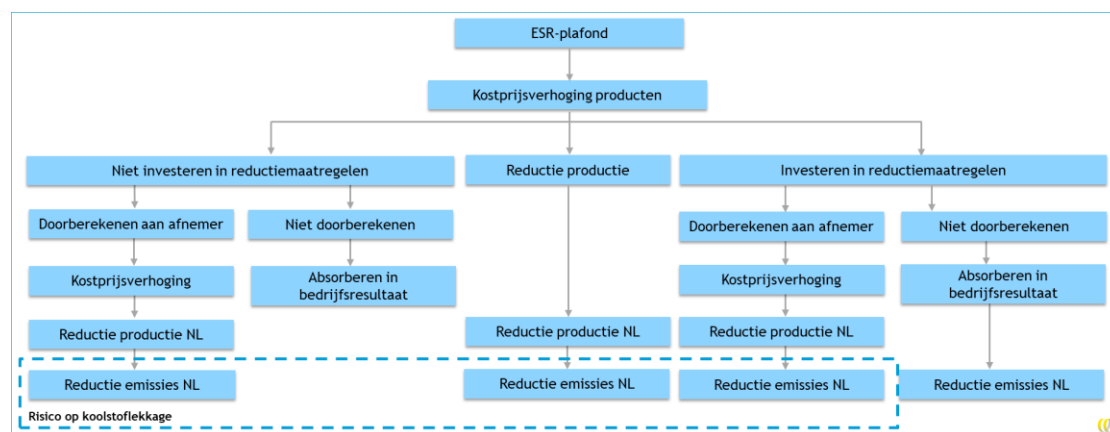 ESR-plafond
Kostprijsverhoging producten
Niet investeren in reductiemaatregelen
Reductie productie
Investeren in reductiemaatregelen
Doorberekenen aan afnemer
Niet doorberekenen
Doorberekenen aan afnemer
Niet doorberekenen
Kostprijsverhoging
Absorberen in
bedrijfsresultaat
Kostprijsverhoging
Absorberen in
bedrijfsresultaat
Reductie productie NL
Reductie productie NL
Reductie productie NL
Reductie emissies NL
Reductie emissies NL
Reductie emissies NL
Reductie emissies NL
Risico op koolstoflekkage